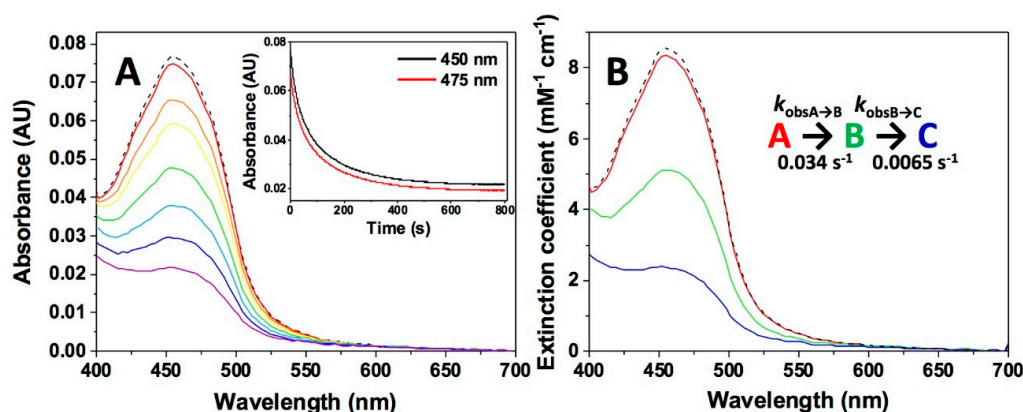 A
Absorbance (AU)
0.08
0.07
0.06
0.05
0.04
0.03
0.02
0.01
0.00
400
450
500
550
600
650
700
Wavelength (nm)
Absorbance (AU)
0.08
0.06
0.04
0.02
0
200
400
600
800
Time (s)
450 nm
475 nm
B
Extinction coefficient (mM⁻¹ cm⁻¹)
8
6
4
2
0
400
450
500
550
600
650
700
Wavelength (nm)
kobsA→B kobsB→C
A → B → C
0.034 s⁻¹ 0.0065 s⁻¹